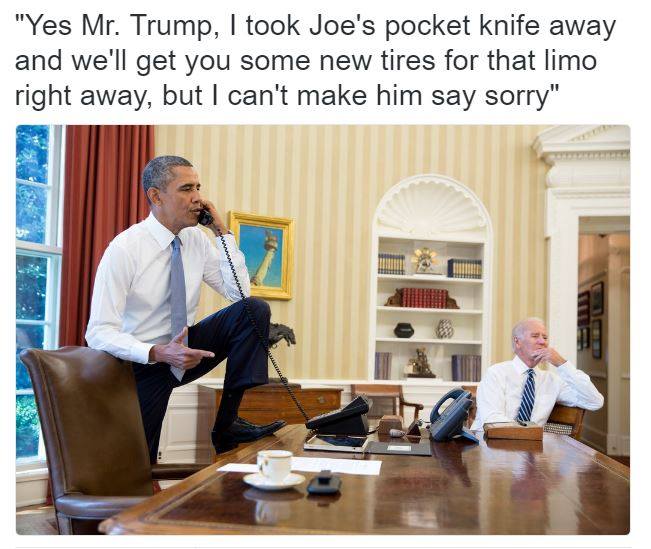 "Yes Mr. Trump, I took Joe's pocket knife away
and we'll get you some new tires for that limo
right away, but I can't make him say sorry"